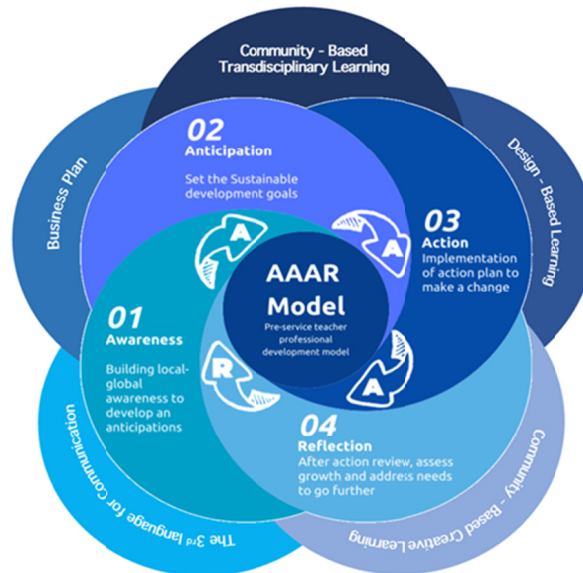 Community - Based
Transdisciplinary Learning
Business Plan
Design - Based Learning
02
Anticipation
Set the Sustainable
development goals
03
Action
Implementation
of action plan to
make a change
A
A
AAAR
Model
Pre-service teacher
professional
development model
01
Awareness
Building local-
global
awareness to
develop an
anticipations
R
A
04
Reflection
After action review, assess
growth and address needs
to go further
The 3rd language for Communication
Community - Based Creative Learning